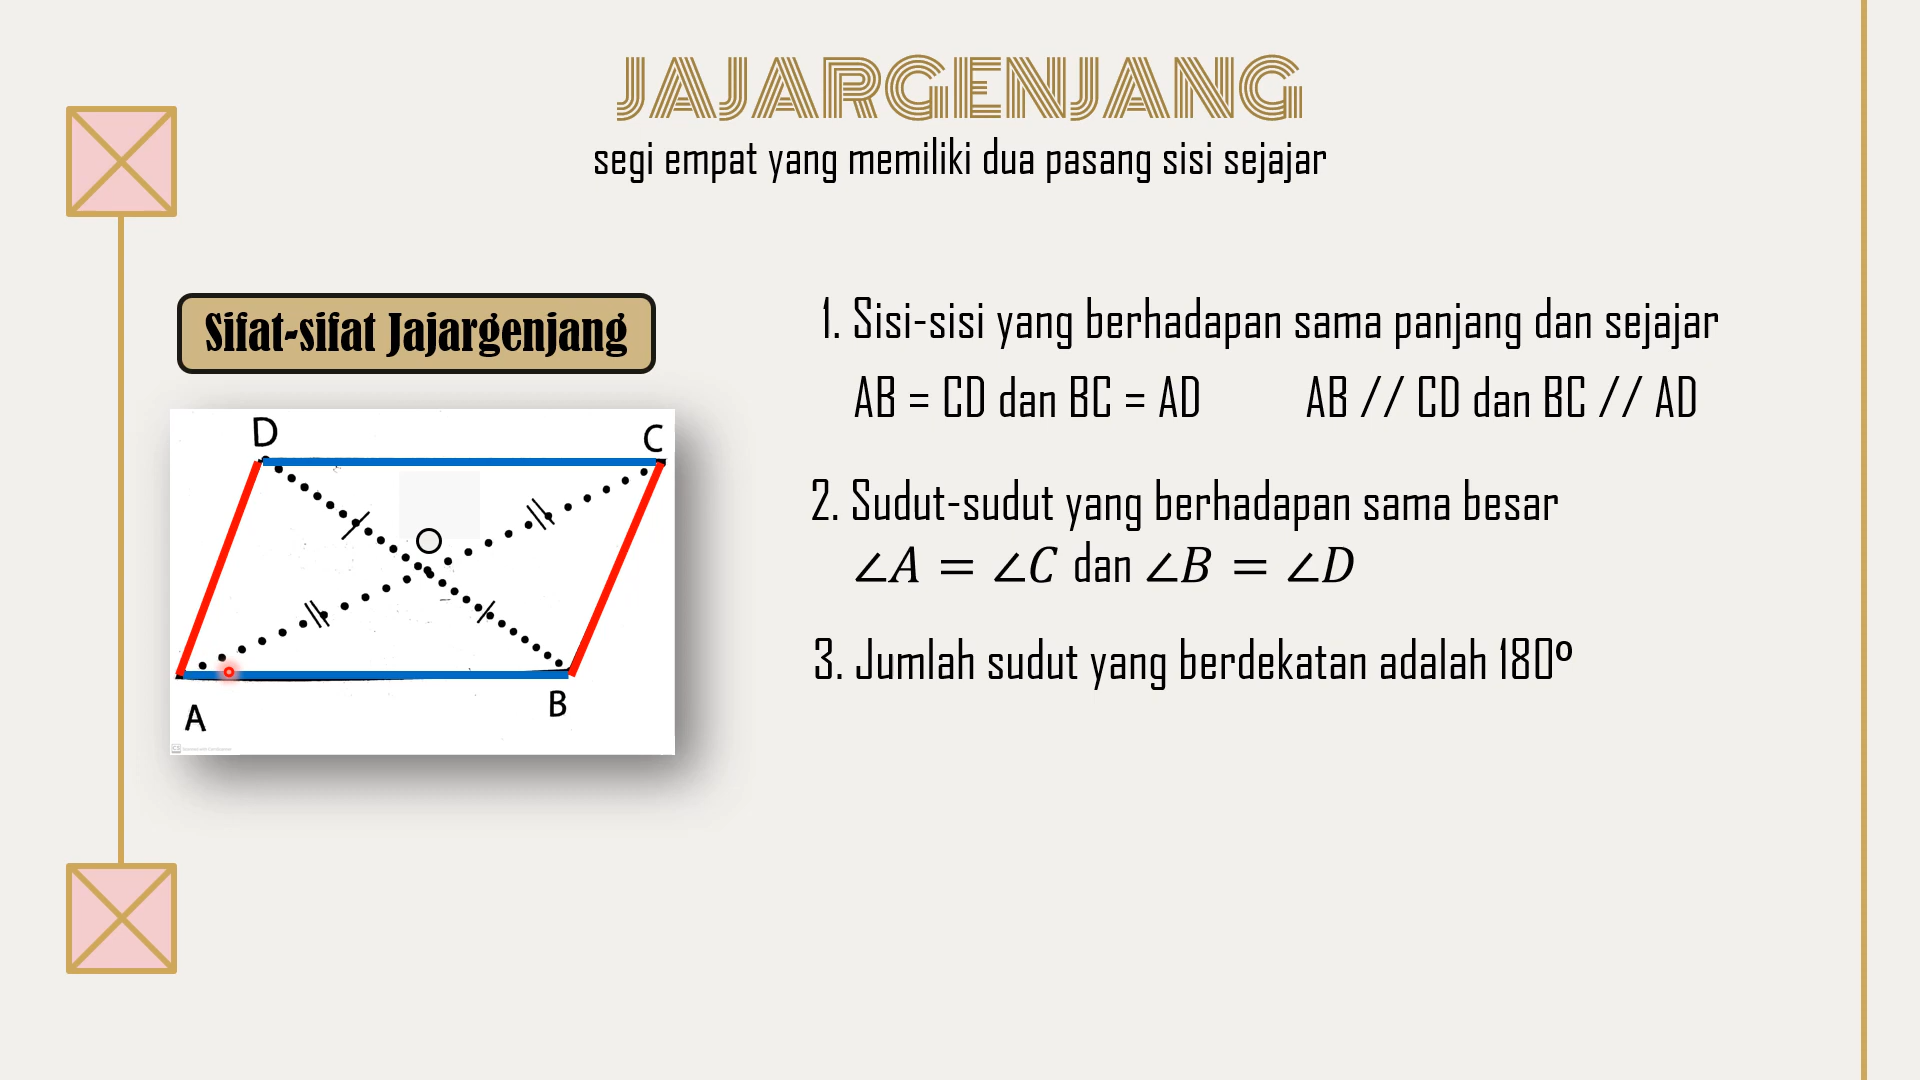 JAJARGENJANG
segi empat yang memiliki dua pasang sisi sejajar
Sifat-sifat Jajargenjang
D
C
A
B
1. Sisi-sisi yang berhadapan sama panjang dan sejajar
AB = CD dan BC = AD AB // CD dan BC // AD
2. Sudut-sudut yang berhadapan sama besar
∠A = ∠C dan ∠B = ∠D
3. Jumlah sudut yang berdekatan adalah 180º